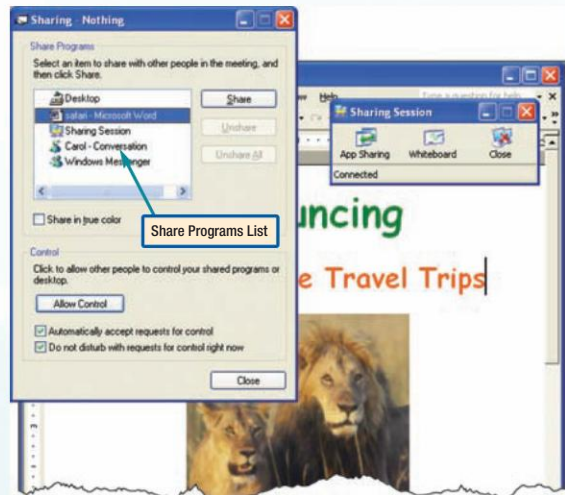 Sharing - Nothing
Share Programs
Select an item to share with other people in the meeting, and
then click Share.
Desktop
safari - Microsoft Word
Sharing Session
Carol - Conversation
Windows Messenger
Share
Unshare
Unshare All
Share in true color
Share Programs List
Control
Click to allow other people to control your shared programs or
desktop.
Allow Control
Automatically accept requests for control
Do not disturb with requests for control right now
Close
Help
Type a question for help
Sharing Session
App Sharing
Whiteboard
Close
Connected
uncing
e Travel Trips